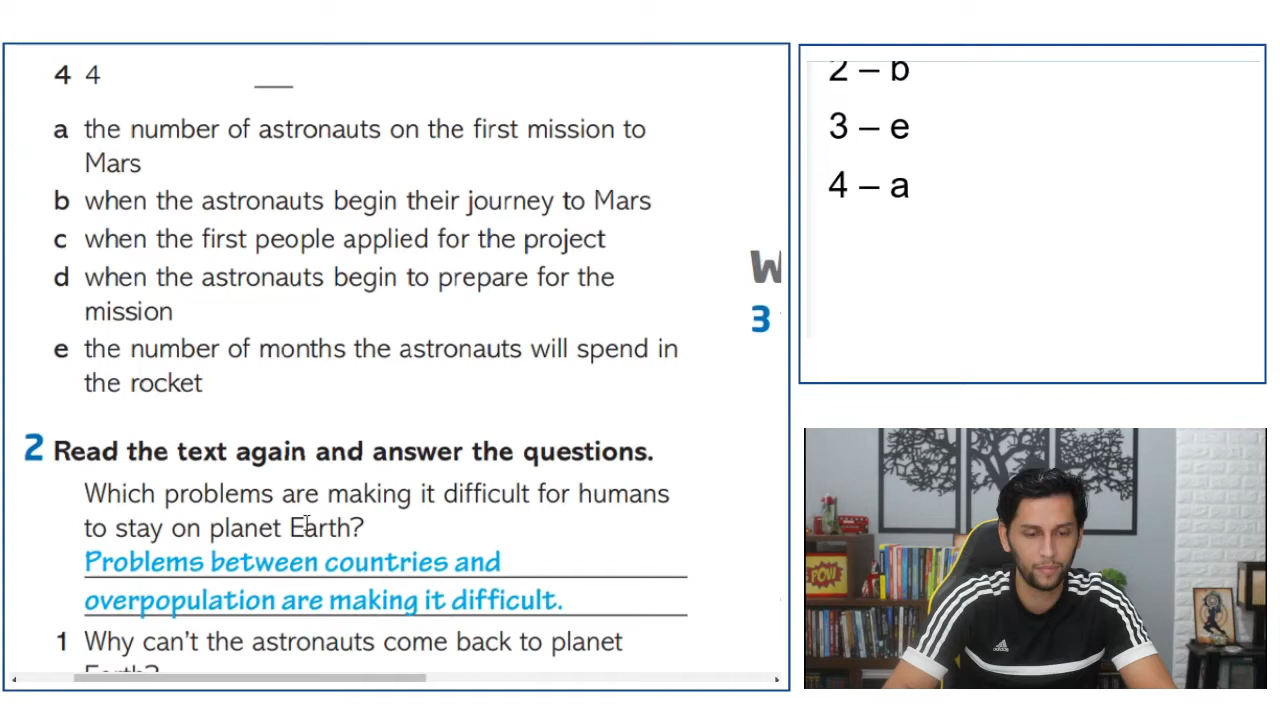 4 4
a the number of astronauts on the first mission to
Mars
b when the astronauts begin their journey to Mars
c when the first people applied for the project
d when the astronauts begin to prepare for the
mission
e the number of months the astronauts will spend in
the rocket
2 Read the text again and answer the questions.
Which problems are making it difficult for humans
to stay on planet Earth?
Problems between countries and
overpopulation are making it difficult.
1 Why can't the astronauts come back to planet
Earth?
W
3
2 – b
3 – e
4 – a
POW!
adidas